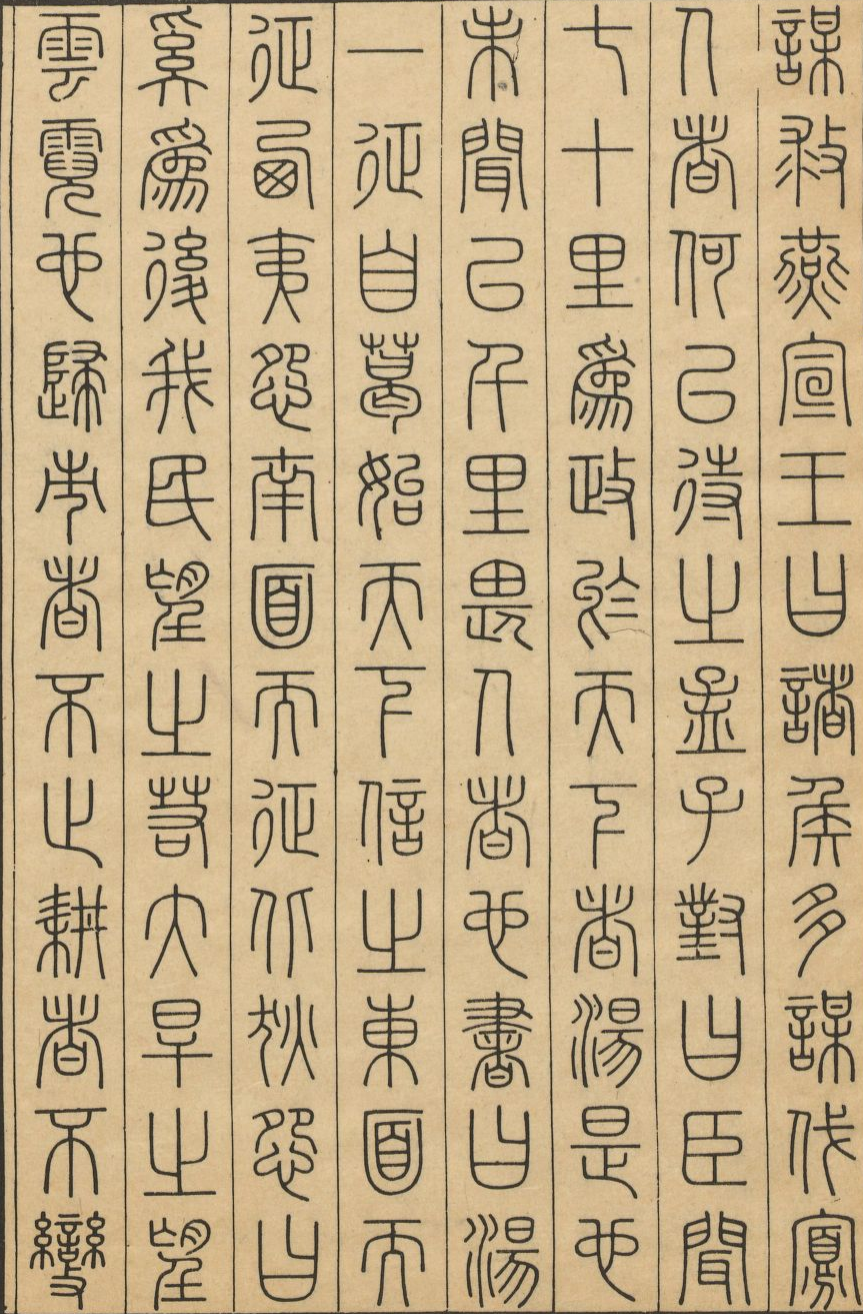 謀救燕宣王曰諸侯多謀伐寡
人者何以待之孟子對曰臣聞
七十里爲政於天下者湯是也
未聞以千里畏人者也書曰湯
一征自葛始天下信之東面而
征西夷怨南面而征北狄怨曰
奚爲後我民望之若大旱之望
雲霓也歸市者不止耕者不變